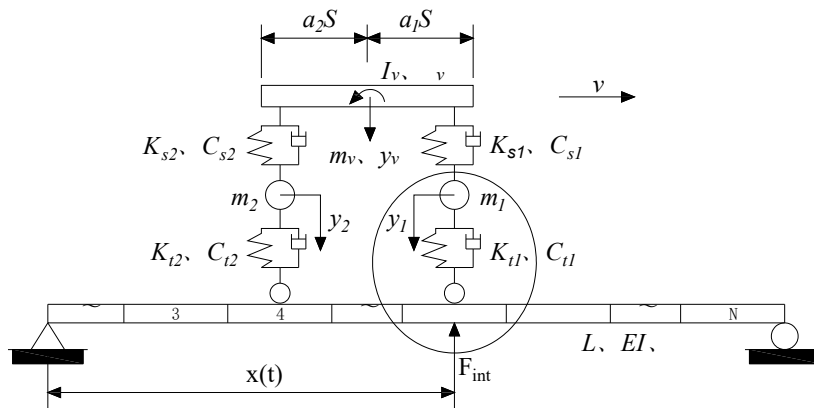 a₂S
a₁S
Iᵥ、 ᵥ
v
Kₛ₂、Cₛ₂
mᵥ、yᵥ
Kₛ₁、Cₛ₁
m₂
y₂
y₁
m₁
Kₜ₂、Cₜ₂
Kₜ₁、Cₜ₁
~ 3 4 ~ ~ N
L、EI、
x(t)
Fint